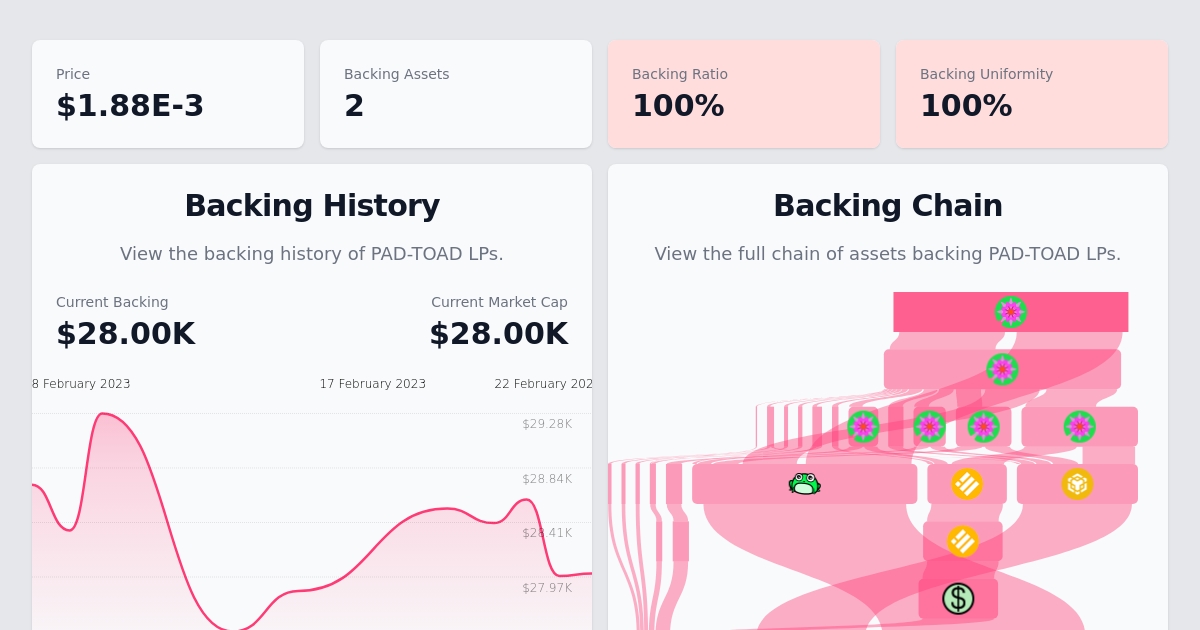 Price
$1.88E-3
Backing Assets
2
Backing Ratio
100%
Backing Uniformity
100%
Backing History
View the backing history of PAD-TOAD LPs.
Current Backing
$28.00K
Current Market Cap
$28.00K
8 February 2023
17 February 2023
22 February 202
$29.28K
$28.84K
$28.41K
$27.97K
Backing Chain
View the full chain of assets backing PAD-TOAD LPs.
$